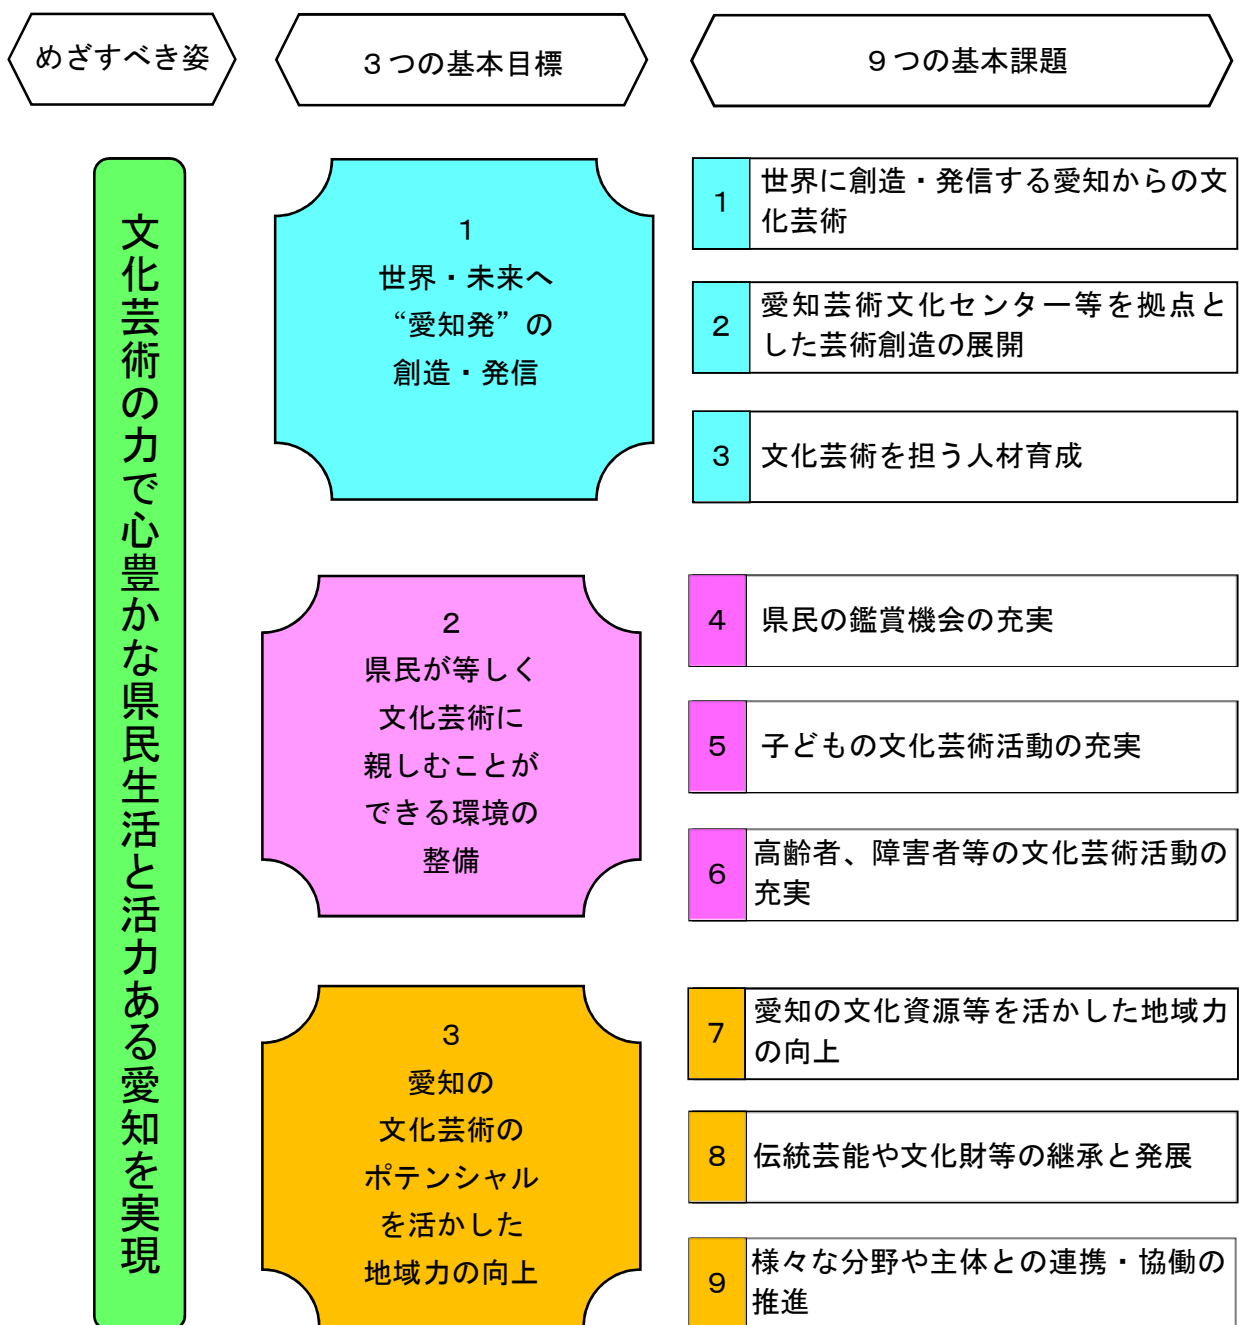 めざすべき姿
3つの基本目標
9つの基本課題
文化芸術の力で心豊かな県民生活と活力ある愛知を実現
1
世界・未来へ
“愛知発”の
創造・発信
1
世界に創造・発信する愛知からの文
化芸術
2
愛知芸術文化センター等を拠点と
した芸術創造の展開
3
文化芸術を担う人材育成
2
県民が等しく
文化芸術に
親しむことが
できる環境の
整備
4
県民の鑑賞機会の充実
5
子どもの文化芸術活動の充実
6
高齢者、障害者等の文化芸術活動の
充実
3
愛知の
文化芸術の
ポテンシャル
を活かした
地域力の向上
7
愛知の文化資源等を活かした地域力
の向上
8
伝統芸能や文化財等の継承と発展
9
様々な分野や主体との連携・協働の
推進